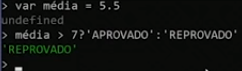 > var média = 5.5
undefined
> média > 7?'APROVADO':'REPROVADO'
'REPROVADO'
>